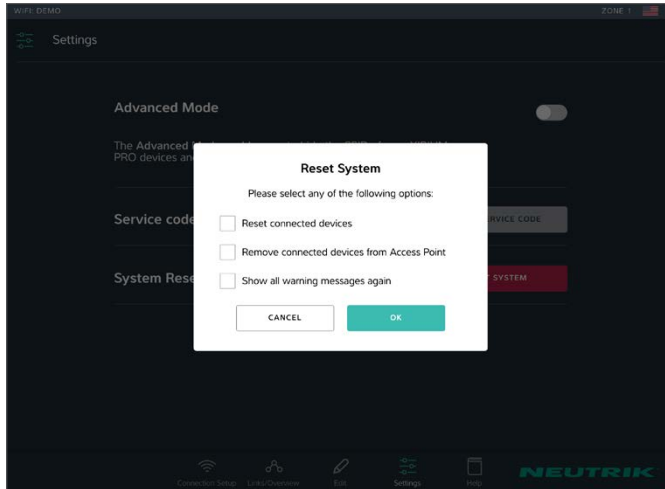 WIFI: DEMO
ZONE 1
Settings
Advanced Mode
The Advanced
PRO devices an
Reset System
Please select any of the following options:
Service code
RVICE CODE
Reset connected devices
Remove connected devices from Access Point
System Rese
SYSTEM
Show all warning messages again
CANCEL
OK
Connection Setup
Links/Overview
Edit
Settings
Help
NEUTRIK